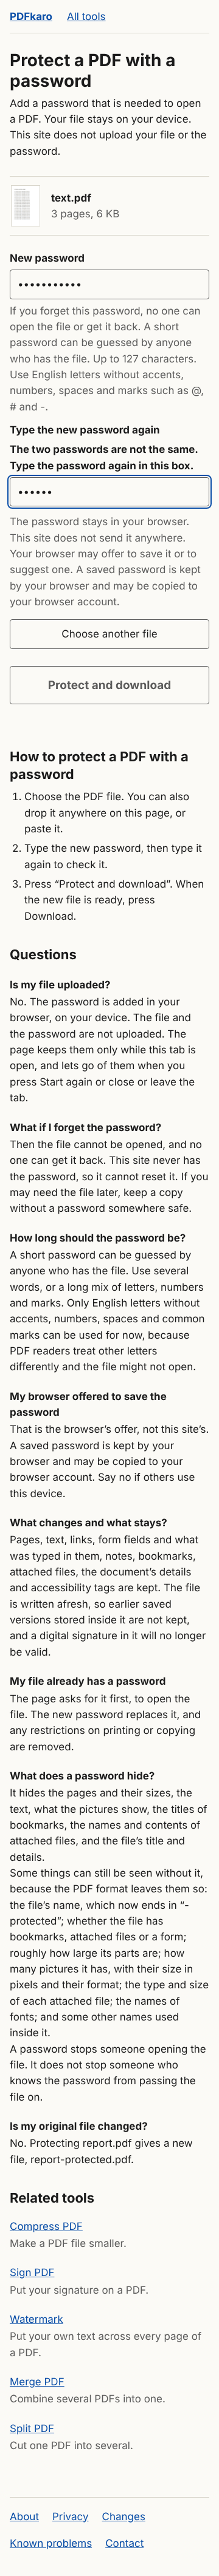 PDFkaro All tools
Protect a PDF with a
password
Add a password that is needed to open
a PDF. Your file stays on your device.
This site does not upload your file or the
password.
text.pdf
3 pages, 6 KB
New password
•••••••••••
If you forget this password, no one can
open the file or get it back. A short
password can be guessed by anyone
who has the file. Up to 127 characters.
Use English letters without accents,
numbers, spaces and marks such as @,
# and -.
Type the new password again
The two passwords are not the same.
Type the password again in this box.
••••••
The password stays in your browser.
This site does not send it anywhere.
Your browser may offer to save it or to
suggest one. A saved password is kept
by your browser and may be copied to
your browser account.
Choose another file
Protect and download
How to protect a PDF with a
password
1. Choose the PDF file. You can also
drop it anywhere on this page, or
paste it.
2. Type the new password, then type it
again to check it.
3. Press “Protect and download”. When
the new file is ready, press
Download.
Questions
Is my file uploaded?
No. The password is added in your
browser, on your device. The file and
the password are not uploaded. The
page keeps them only while this tab is
open, and lets go of them when you
press Start again or close or leave the
tab.
What if I forget the password?
Then the file cannot be opened, and no
one can get it back. This site never has
the password, so it cannot reset it. If you
may need the file later, keep a copy
without a password somewhere safe.
How long should the password be?
A short password can be guessed by
anyone who has the file. Use several
words, or a long mix of letters, numbers
and marks. Only English letters without
accents, numbers, spaces and common
marks can be used for now, because
PDF readers treat other letters
differently and the file might not open.
My browser offered to save the
password
That is the browser’s offer, not this site’s.
A saved password is kept by your
browser and may be copied to your
browser account. Say no if others use
this device.
What changes and what stays?
Pages, text, links, form fields and what
was typed in them, notes, bookmarks,
attached files, the document’s details
and accessibility tags are kept. The file
is written afresh, so earlier saved
versions stored inside it are not kept,
and a digital signature in it will no longer
be valid.
My file already has a password
The page asks for it first, to open the
file. The new password replaces it, and
any restrictions on printing or copying
are removed.
What does a password hide?
It hides the pages and their sizes, the
text, what the pictures show, the titles of
bookmarks, the names and contents of
attached files, and the file’s title and
details.
Some things can still be seen without it,
because the PDF format leaves them so:
the file’s name, which now ends in “-
protected”; whether the file has
bookmarks, attached files or a form;
roughly how large its parts are; how
many pictures it has, with their size in
pixels and their format; the type and size
of each attached file; the names of
fonts; and some other names used
inside it.
A password stops someone opening the
file. It does not stop someone who
knows the password from passing the
file on.
Is my original file changed?
No. Protecting report.pdf gives a new
file, report-protected.pdf.
Related tools
Compress PDF
Make a PDF file smaller.
Sign PDF
Put your signature on a PDF.
Watermark
Put your own text across every page of
a PDF.
Merge PDF
Combine several PDFs into one.
Split PDF
Cut one PDF into several.
About Privacy Changes
Known problems Contact